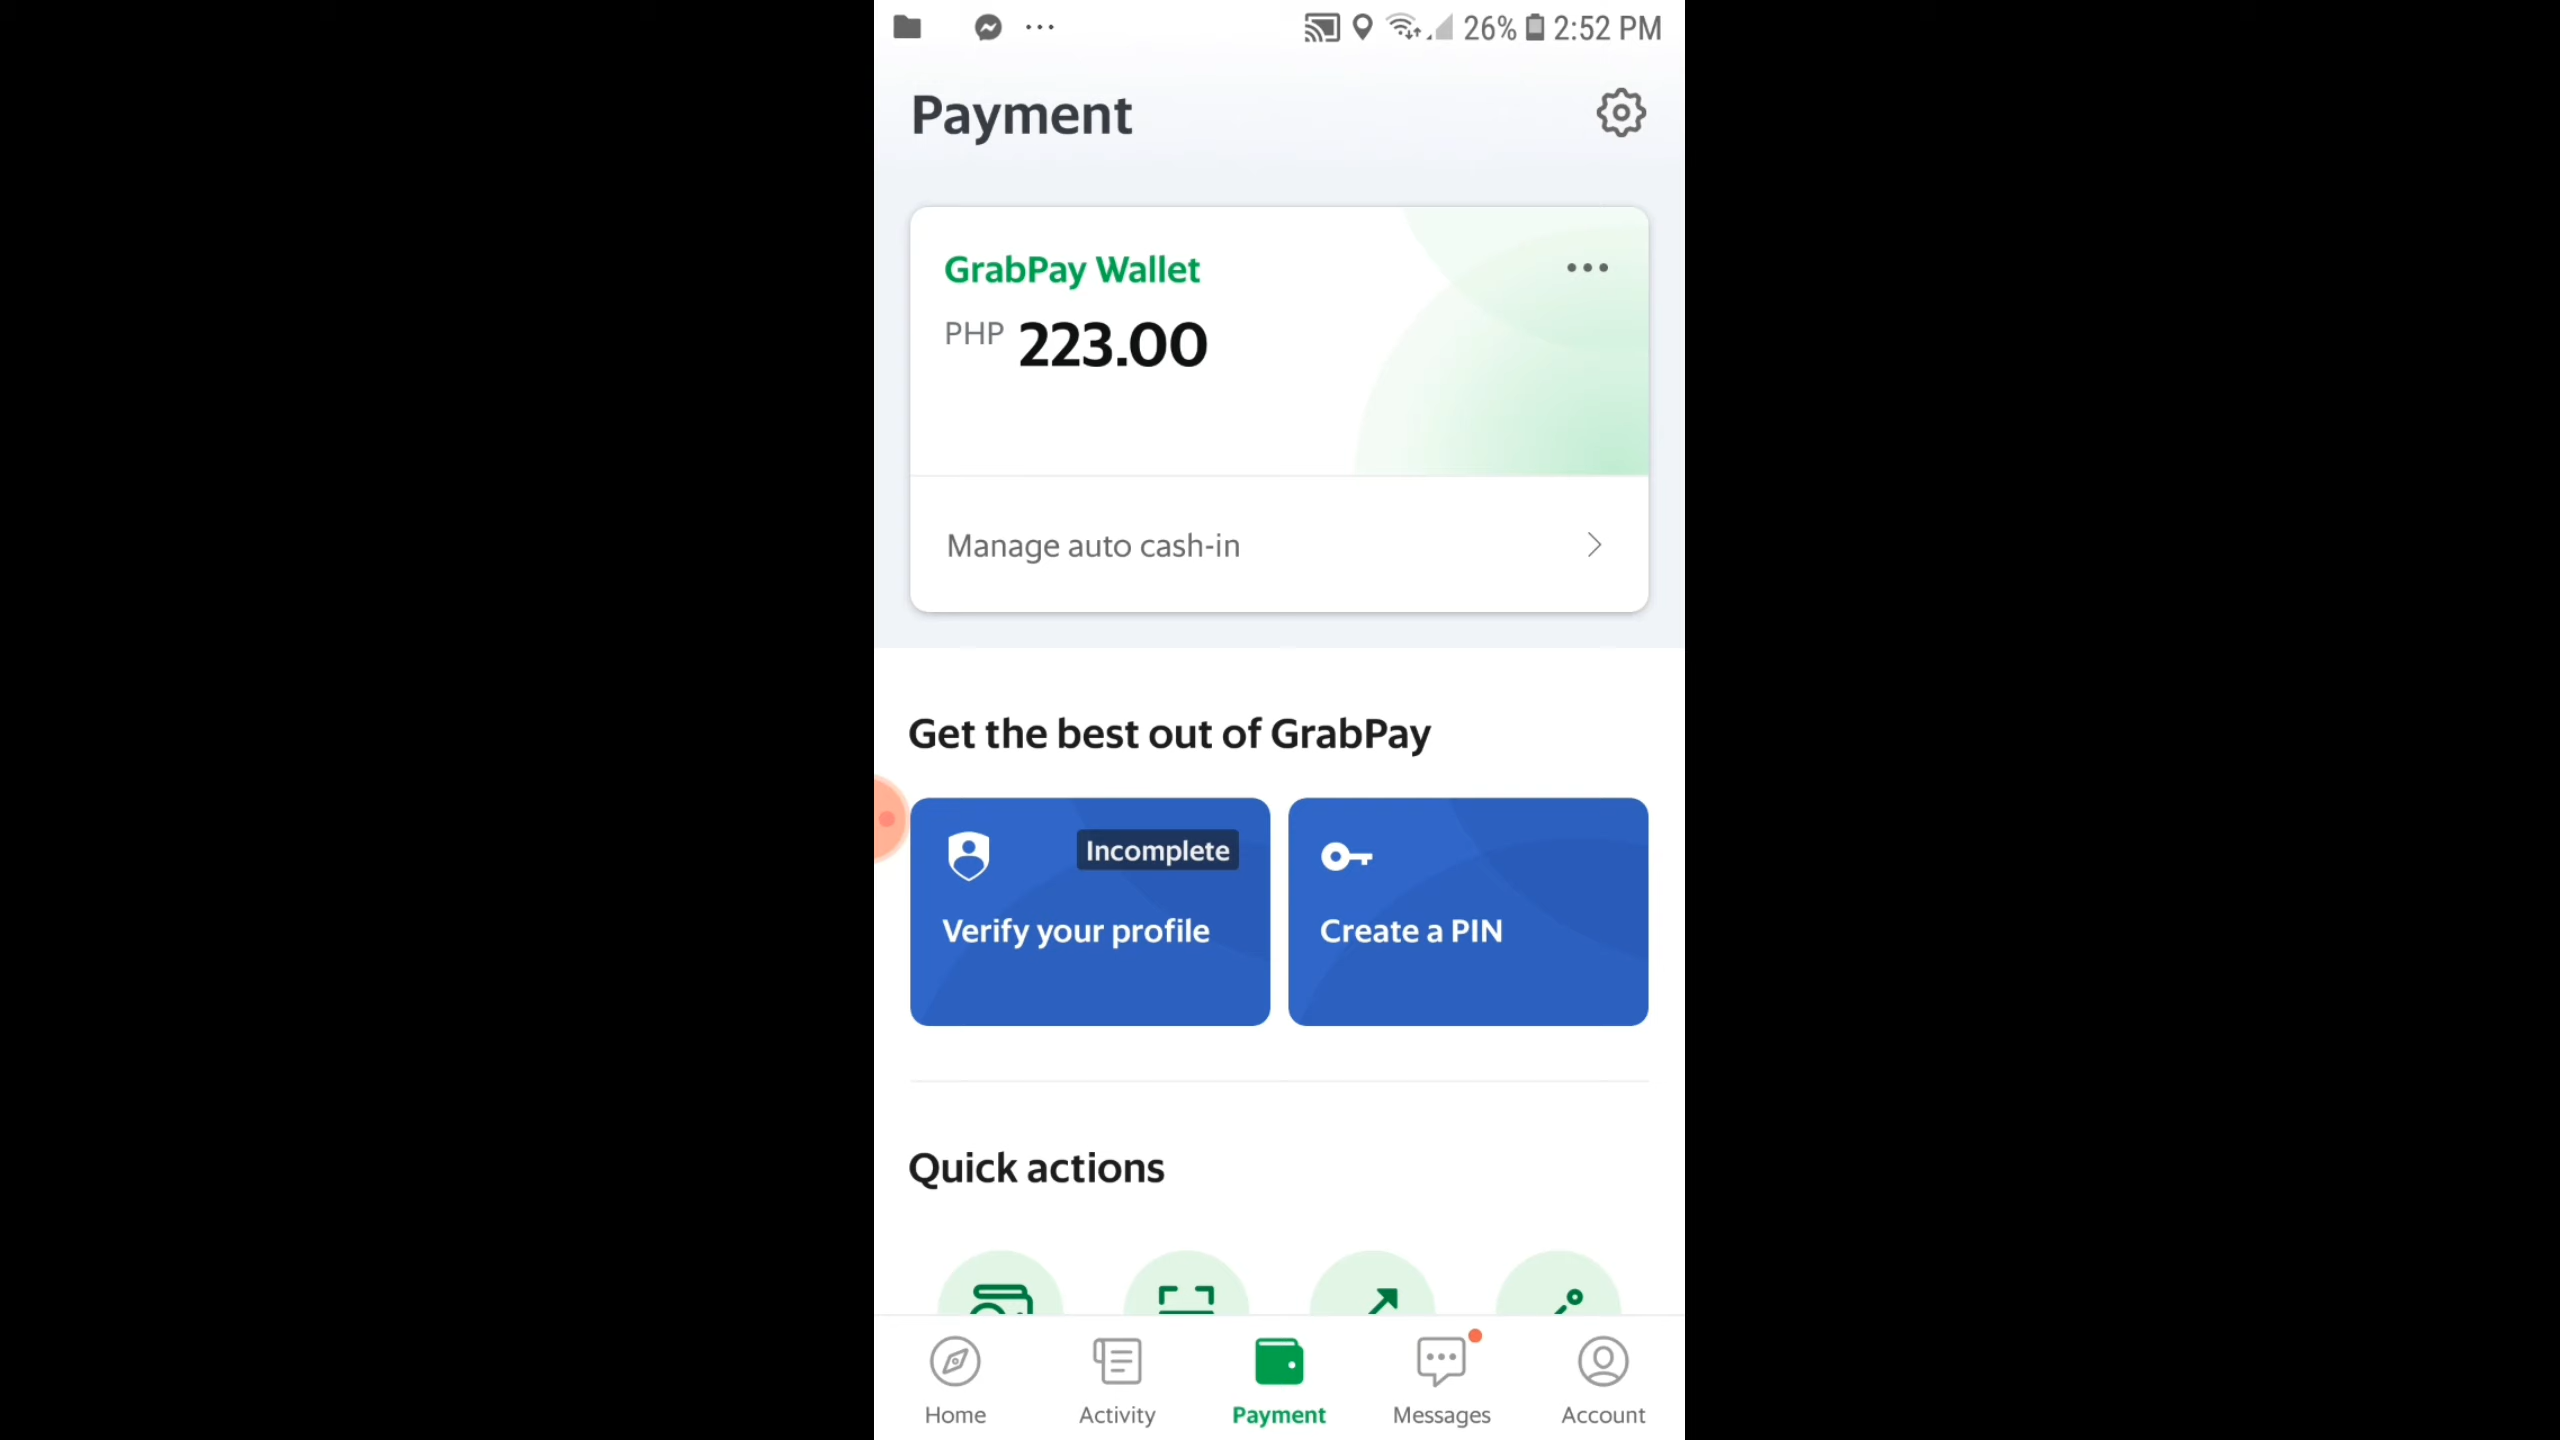 26% 2:52 PM
Payment
GrabPay Wallet
PHP 223.00
Manage auto cash-in
Get the best out of GrabPay
Incomplete
Verify your profile
Create a PIN
Quick actions
Home Activity Payment Messages Account